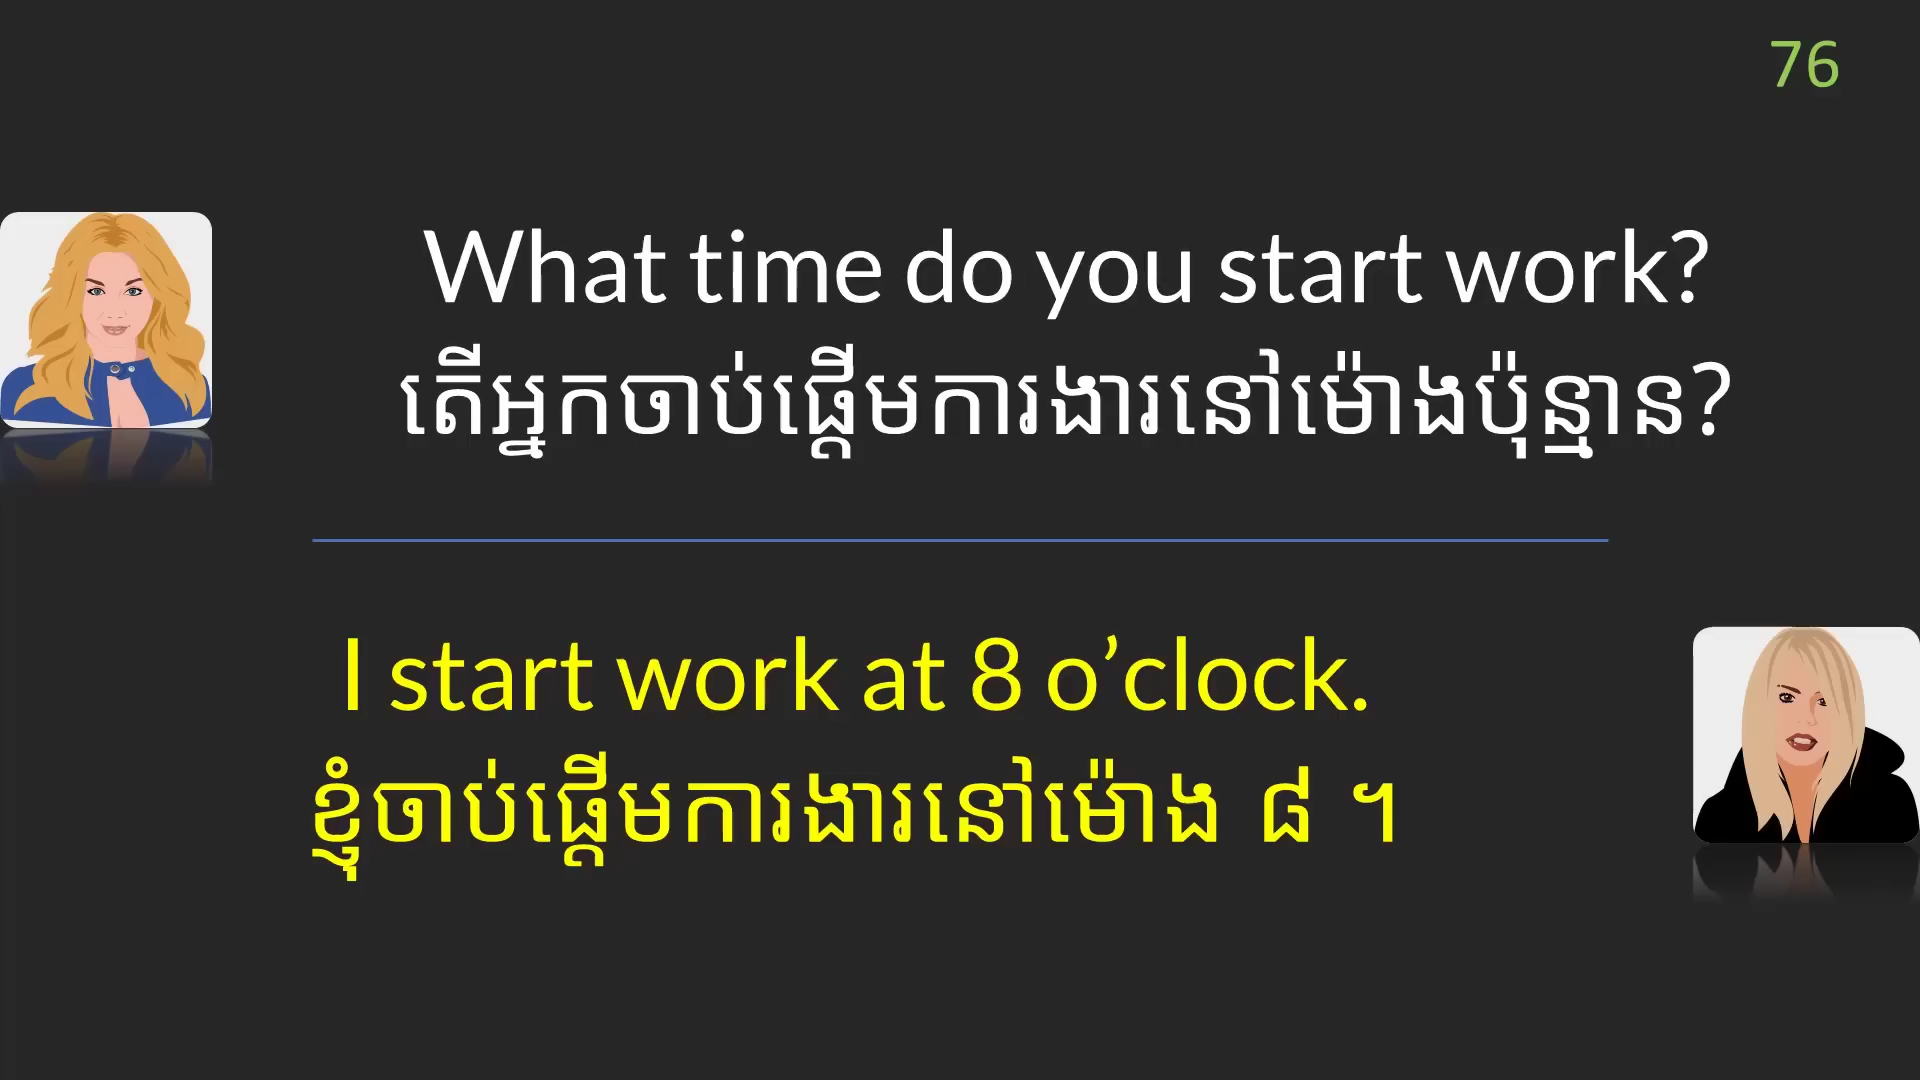 76
What time do you start work?
តើអ្នកចាប់ផ្ដើមការងារនៅម៉ោងប៉ុន្មាន?
I start work at 8 o’clock.
ខ្ញុំចាប់ផ្ដើមការងារនៅម៉ោង ៨ ។